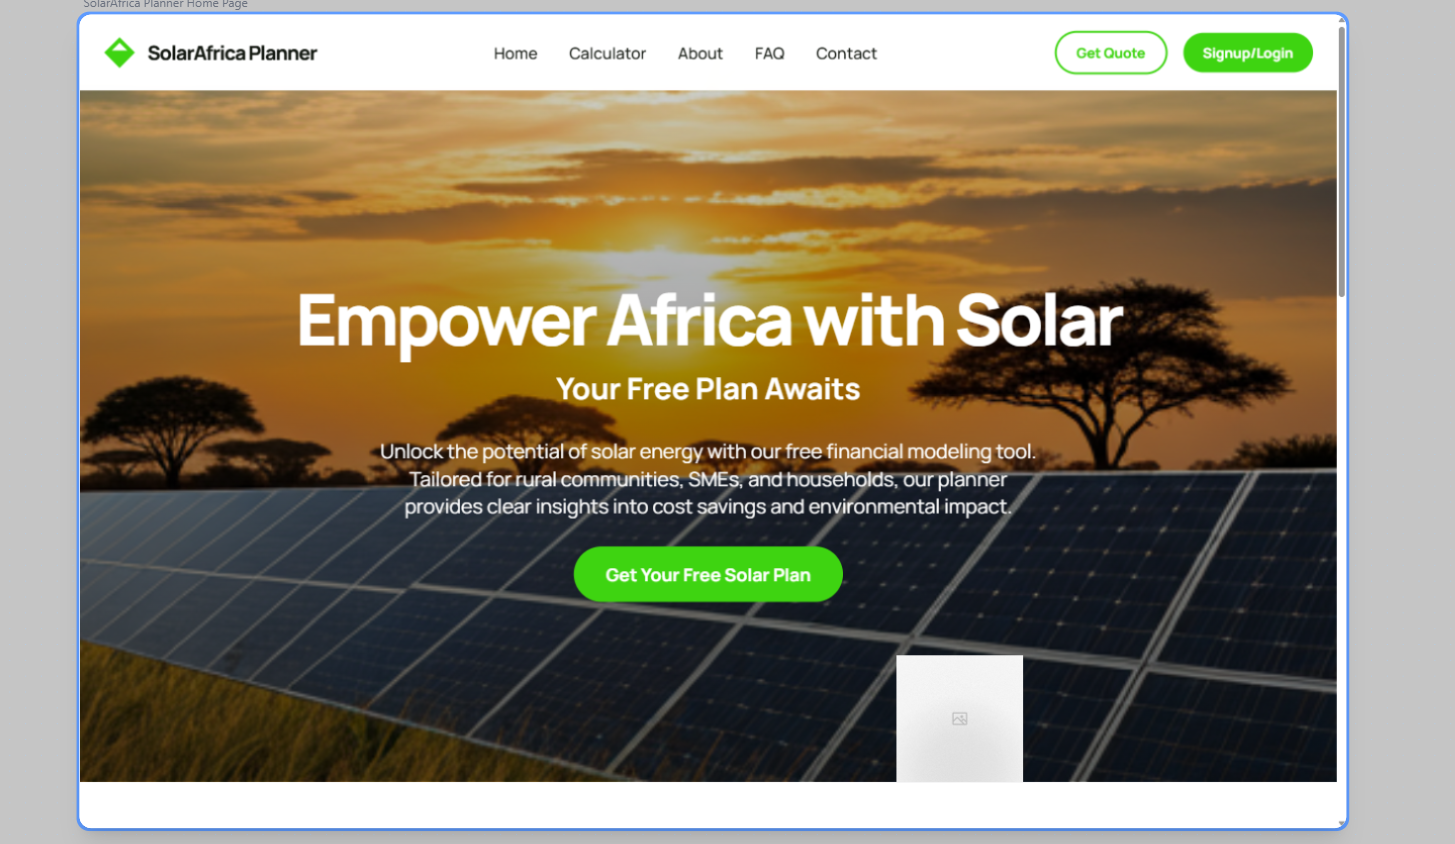 SolarAfrica Planner Home Page
SolarAfrica Planner
Home
Calculator
About
FAQ
Contact
Get Quote
Signup/Login
Empower Africa with Solar
Your Free Plan Awaits
Unlock the potential of solar energy with our free financial modeling tool.
Tailored for rural communities, SMEs, and households, our planner
provides clear insights into cost savings and environmental impact.
Get Your Free Solar Plan